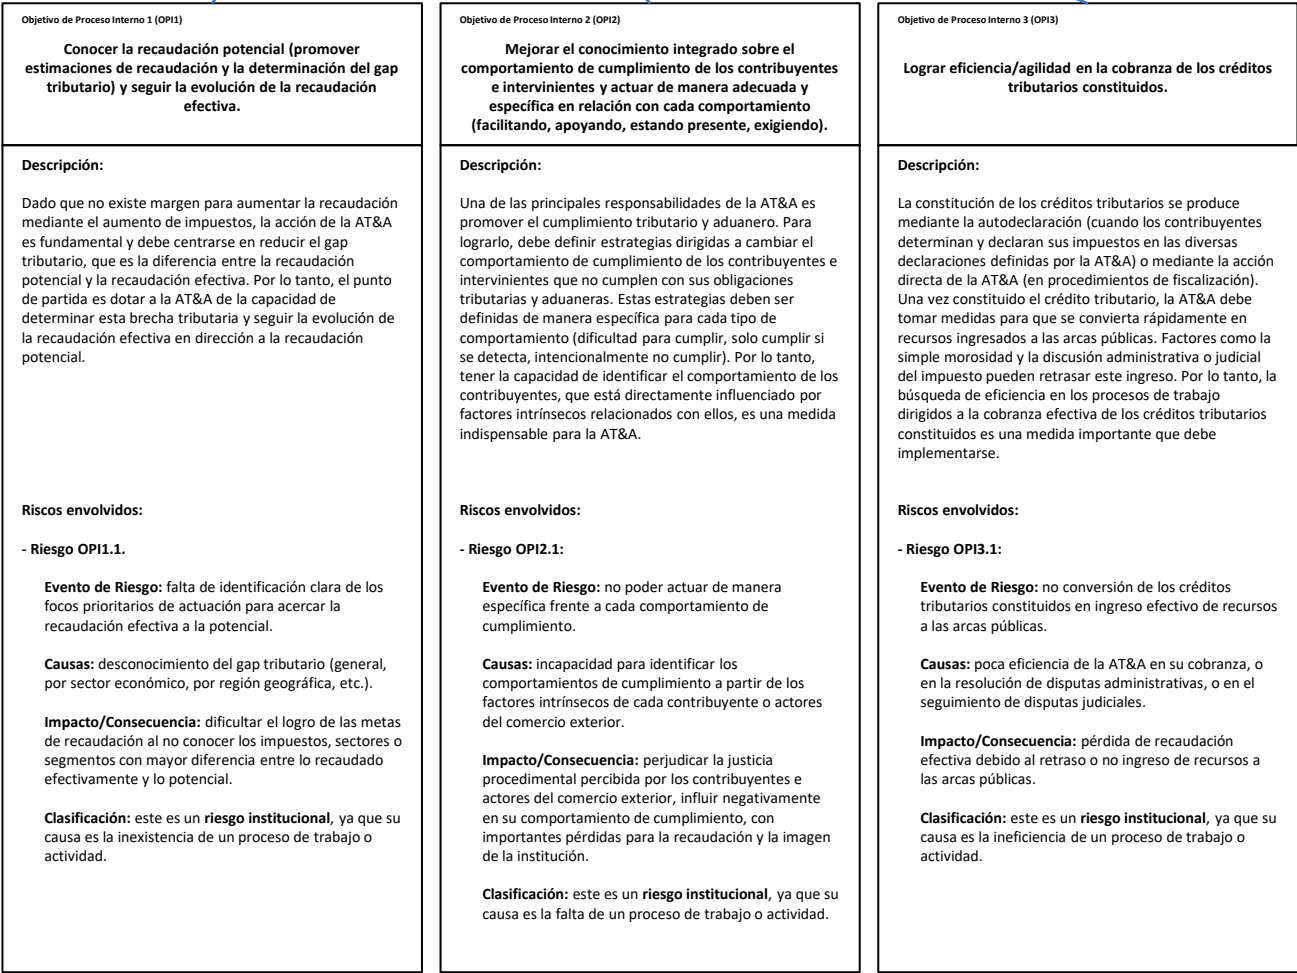 Objetivo de Proceso Interno 1 (OPI1)
Conocer la recaudación potencial (promover
estimaciones de recaudación y la determinación del gap
tributario) y seguir la evolución de la recaudación
efectiva.
Descripción:
Dado que no existe margen para aumentar la recaudación
mediante el aumento de impuestos, la acción de la AT&A
es fundamental y debe centrarse en reducir el gap
tributario, que es la diferencia entre la recaudación
potencial y la recaudación efectiva. Por lo tanto, el punto
de partida es dotar a la AT&A de la capacidad de
determinar esta brecha tributaria y seguir la evolución de
la recaudación efectiva en dirección a la recaudación
potencial.
Riscos envolvidos:
- Riesgo OPI1.1.
Evento de Riesgo: falta de identificación clara de los
focos prioritarios de actuación para acercar la
recaudación efectiva a la potencial.
Causas: desconocimiento del gap tributario (general,
por sector económico, por región geográfica, etc.).
Impacto/Consecuencia: dificultar el logro de las metas
de recaudación al no conocer los impuestos, sectores o
segmentos con mayor diferencia entre lo recaudado
efectivamente y lo potencial.
Clasificación: este es un riesgo institucional, ya que su
causa es la inexistencia de un proceso de trabajo o
actividad.
Objetivo de Proceso Interno 2 (OPI2)
Mejorar el conocimiento integrado sobre el
comportamiento de cumplimiento de los contribuyentes
e intervinientes y actuar de manera adecuada y
específica en relación con cada comportamiento
(facilitando, apoyando, estando presente, exigiendo).
Descripción:
Una de las principales responsabilidades de la AT&A es
promover el cumplimiento tributario y aduanero. Para
lograrlo, debe definir estrategias dirigidas a cambiar el
comportamiento de cumplimiento de los contribuyentes e
intervinientes que no cumplen con sus obligaciones
tributarias y aduaneras. Estas estrategias deben ser
definidas de manera específica para cada tipo de
comportamiento (dificultad para cumplir, solo cumplir si
se detecta, intencionalmente no cumplir). Por lo tanto,
tener la capacidad de identificar el comportamiento de los
contribuyentes, que está directamente influenciado por
factores intrínsecos relacionados con ellos, es una medida
indispensable para la AT&A.
Riscos envolvidos:
- Riesgo OPI2.1:
Evento de Riesgo: no poder actuar de manera
específica frente a cada comportamiento de
cumplimiento.
Causas: incapacidad para identificar los
comportamientos de cumplimiento a partir de los
factores intrínsecos de cada contribuyente o actores
del comercio exterior.
Impacto/Consecuencia: perjudicar la justicia
procedimental percibida por los contribuyentes e
actores del comercio exterior, influir negativamente
en su comportamiento de cumplimiento, con
importantes pérdidas para la recaudación y la imagen
de la institución.
Clasificación: este es un riesgo institucional, ya que su
causa es la falta de un proceso de trabajo o actividad.
Objetivo de Proceso Interno 3 (OPI3)
Lograr eficiencia/agilidad en la cobranza de los créditos
tributarios constituidos.
Descripción:
La constitución de los créditos tributarios se produce
mediante la autodeclaración (cuando los contribuyentes
determinan y declaran sus impuestos en las diversas
declaraciones definidas por la AT&A) o mediante la acción
directa de la AT&A (en procedimientos de fiscalización).
Una vez constituido el crédito tributario, la AT&A debe
tomar medidas para que se convierta rápidamente en
recursos ingresados a las arcas públicas. Factores como la
simple morosidad y la discusión administrativa o judicial
del impuesto pueden retrasar este ingreso. Por lo tanto, la
búsqueda de eficiencia en los procesos de trabajo
dirigidos a la cobranza efectiva de los créditos tributarios
constituidos es una medida importante que debe
implementarse.
Riscos envolvidos:
- Riesgo OPI3.1:
Evento de Riesgo: no conversión de los créditos
tributarios constituidos en ingreso efectivo de recursos
a las arcas públicas.
Causas: poca eficiencia de la AT&A en su cobranza, o
en la resolución de disputas administrativas, o en el
seguimiento de disputas judiciales.
Impacto/Consecuencia: pérdida de recaudación
efectiva debido al retraso o no ingreso de recursos a
las arcas públicas.
Clasificación: este es un riesgo institucional, ya que su
causa es la ineficiencia de un proceso de trabajo o
actividad.